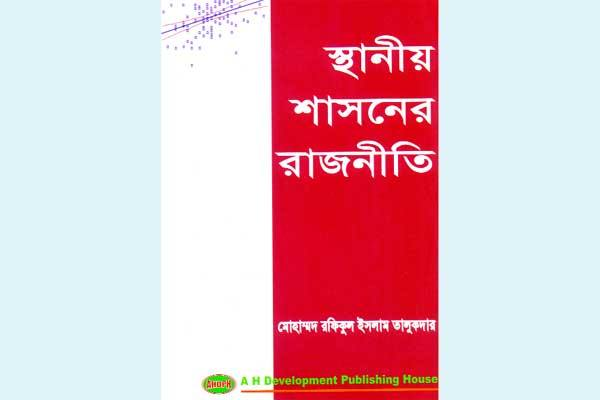 স্থানীয়
শাসনের
রাজনীতি
মোহাম্মদ রফিকুল ইসলাম তালুকদার
AHDPH
A H Development Publishing House